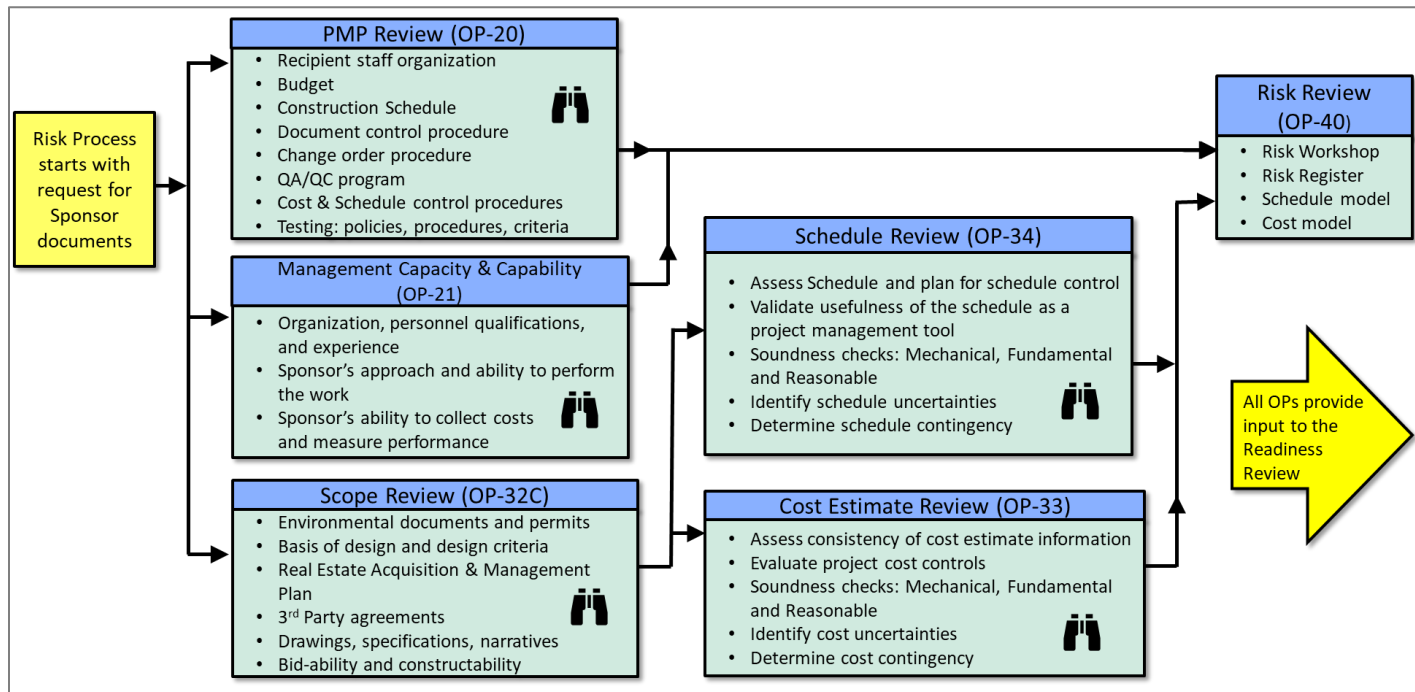 Risk Process
starts with
request for
Sponsor
documents
PMP Review (OP-20)
• Recipient staff organization
• Budget
• Construction Schedule
• Document control procedure
• Change order procedure
• QA/QC program
• Cost & Schedule control procedures
• Testing: policies, procedures, criteria
Management Capacity & Capability
(OP-21)
• Organization, personnel qualifications,
and experience
• Sponsor’s approach and ability to perform
the work
• Sponsor’s ability to collect costs
and measure performance
Scope Review (OP-32C)
• Environmental documents and permits
• Basis of design and design criteria
• Real Estate Acquisition & Management
Plan
• 3rd Party agreements
• Drawings, specifications, narratives
• Bid-ability and constructability
Schedule Review (OP-34)
• Assess Schedule and plan for schedule control
• Validate usefulness of the schedule as a
project management tool
• Soundness checks: Mechanical, Fundamental
and Reasonable
• Identify schedule uncertainties
• Determine schedule contingency
Cost Estimate Review (OP-33)
• Assess consistency of cost estimate information
• Evaluate project cost controls
• Soundness checks: Mechanical, Fundamental
and Reasonable
• Identify cost uncertainties
• Determine cost contingency
Risk Review
(OP-40)
• Risk Workshop
• Risk Register
• Schedule model
• Cost model
All OPs provide
input to the
Readiness
Review